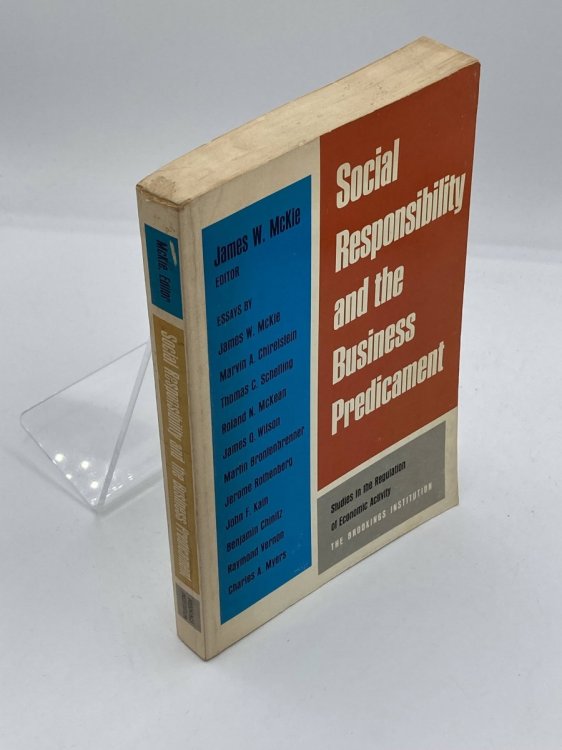 McKie, Editor
Social Responsibility and the Business Predicament
James W. McKie
EDITOR
ESSAYS BY
James W. McKie
Marvin A. Chirelstein
Thomas C. Schelling
Roland N. McKean
James Q. Wilson
Martin Bronfenbrenner
Jerome Rothenberg
John F. Kain
Benjamin Chinitz
Raymond Vernon
Charles A. Myers
Social
Responsibility
and the
Business
Predicament
Studies in the Regulation
of Economic Activity
THE BROOKINGS INSTITUTION